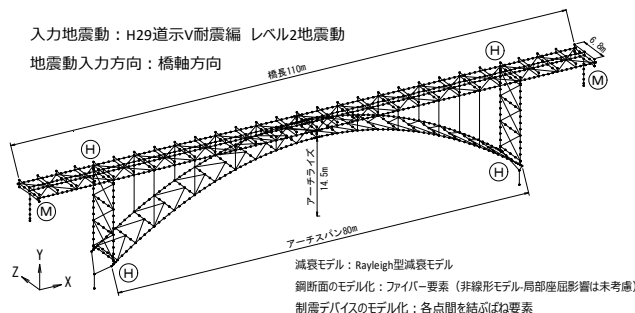 入力地震動：H29道示V耐震編 レベル2地震動
地震動入力方向：橋軸方向
橋長110m
6.8m
H
H
M
M
アーチライズ
14.5m
H
H
アーチスパン80m
Y
Z
X
減衰モデル：Rayleigh型減衰モデル
鋼断面のモデル化：ファイバー要素（非線形モデル-局部座屈影響は未考慮）
制震デバイスのモデル化：各点間を結ぶばね要素